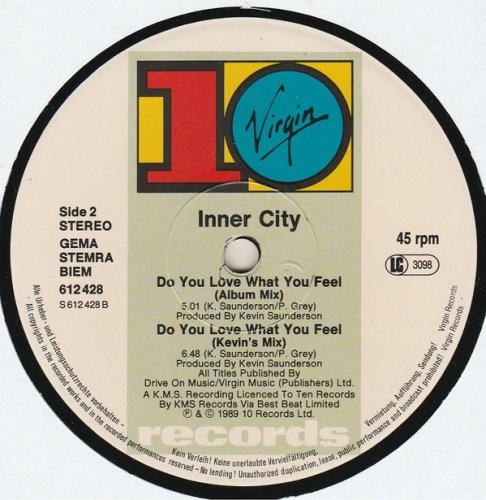 10
Virgin
Inner City
Side 2
STEREO
GEMA
STEMRA
BIEM
612 428
S 612 428 B
45 rpm
LC 3098
Do You Love What You Feel
(Album Mix)
5.01 (K. Saunderson/P. Grey)
Produced By Kevin Saunderson
Do You Love What You Feel
(Kevin's Mix)
6.48 (K. Saunderson/P. Grey)
Produced By Kevin Saunderson
All Titles Published By
Drive On Music/Virgin Music (Publishers) Ltd.
A K.M.S. Recording Licenced To Ten Records
By KMS Records Via Best Beat Limited
℗ & © 1989 10 Records Ltd.
records
Alle Urheber- und Leistungsschutzrechte vorbehalten - Kein Verleih! Keine unerlaubte Vervielfältigung, Vermietung, Aufführung, Sendung! Virgin Records
All copyrights in the recorded works and in the recorded performances reserved – No lending! Unauthorized duplication, lease, public performance and broadcast prohibited! Virgin Records